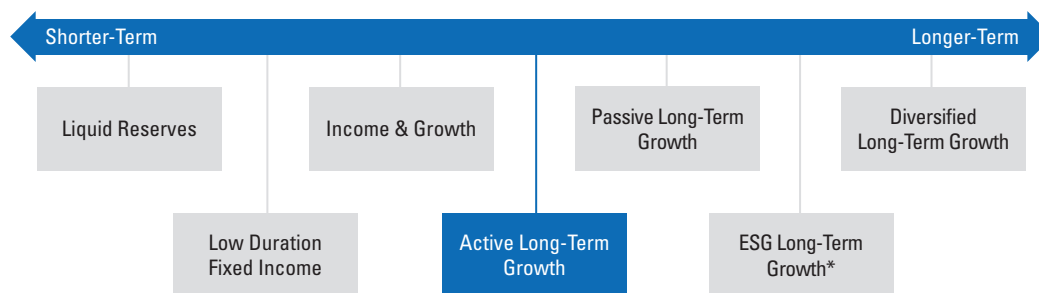 Shorter-Term
Longer-Term
Liquid Reserves
Income & Growth
Passive Long-Term
Growth
Diversified
Long-Term Growth
Low Duration
Fixed Income
Active Long-Term
Growth
ESG Long-Term
Growth*